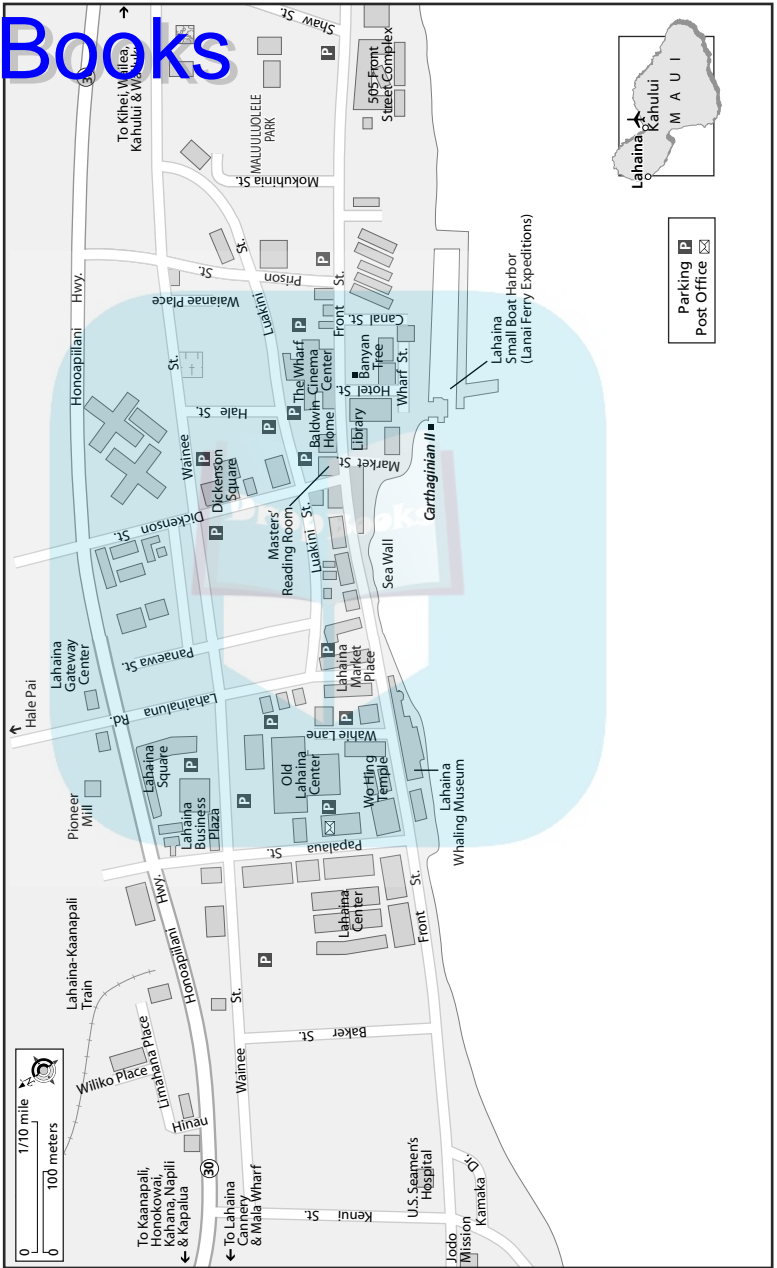 Books
Shaw St.
To Kihei, Wailea,
Kahului & Wailuku
30
MALUULUOLELE
PARK
P
505 Front
Street Complex
Mokuhinia St.
MAUI
Kahului
Lahaina
Parking P
Post Office
Honoapiilani Hwy.
Prison St.
Waianae Place
Luakini St.
P
Front St.
Canal St.
P
The Wharf
Cinema
Center
Banyan
Tree
Wharf St.
Hotel St.
Lahaina
Small Boat Harbor
(Lanai Ferry Expeditions)
Wainee St.
Hale St.
P
P
Baldwin
Home
Library
Market St.
P
P
Dickenson
Square
Carthaginian II
Dickenson St.
P
Masters'
Reading Room
Luakini St.
Drop Books
Sea Wall
Lahaina
Gateway
Center
Panaewa St.
P
Lahaina
Market
Place
Hale Pai
Lahainaluna Rd.
P
P
Wahie Lane
Lahaina
Square
P
Old
Lahaina
Center
Wo Hing
Temple
Lahaina
Whaling Museum
Pioneer
Mill
Lahaina
Business
Plaza
P
P
Papalaua St.
Honoapiilani Hwy.
Lahaina
Center
Front St.
P
Lahaina-Kaanapali
Train
Wainee St.
Baker St.
Limahana Place
Wiliko Place
Hinau
N
0 1/10 mile
0 100 meters
30
To Kaanapali,
Honokowai,
Kahana, Napili
& Kapalua
To Lahaina
Cannery
& Mala Wharf
Kenui St.
U.S. Seamen's
Hospital
Kamaka Dr.
Jodo
Mission